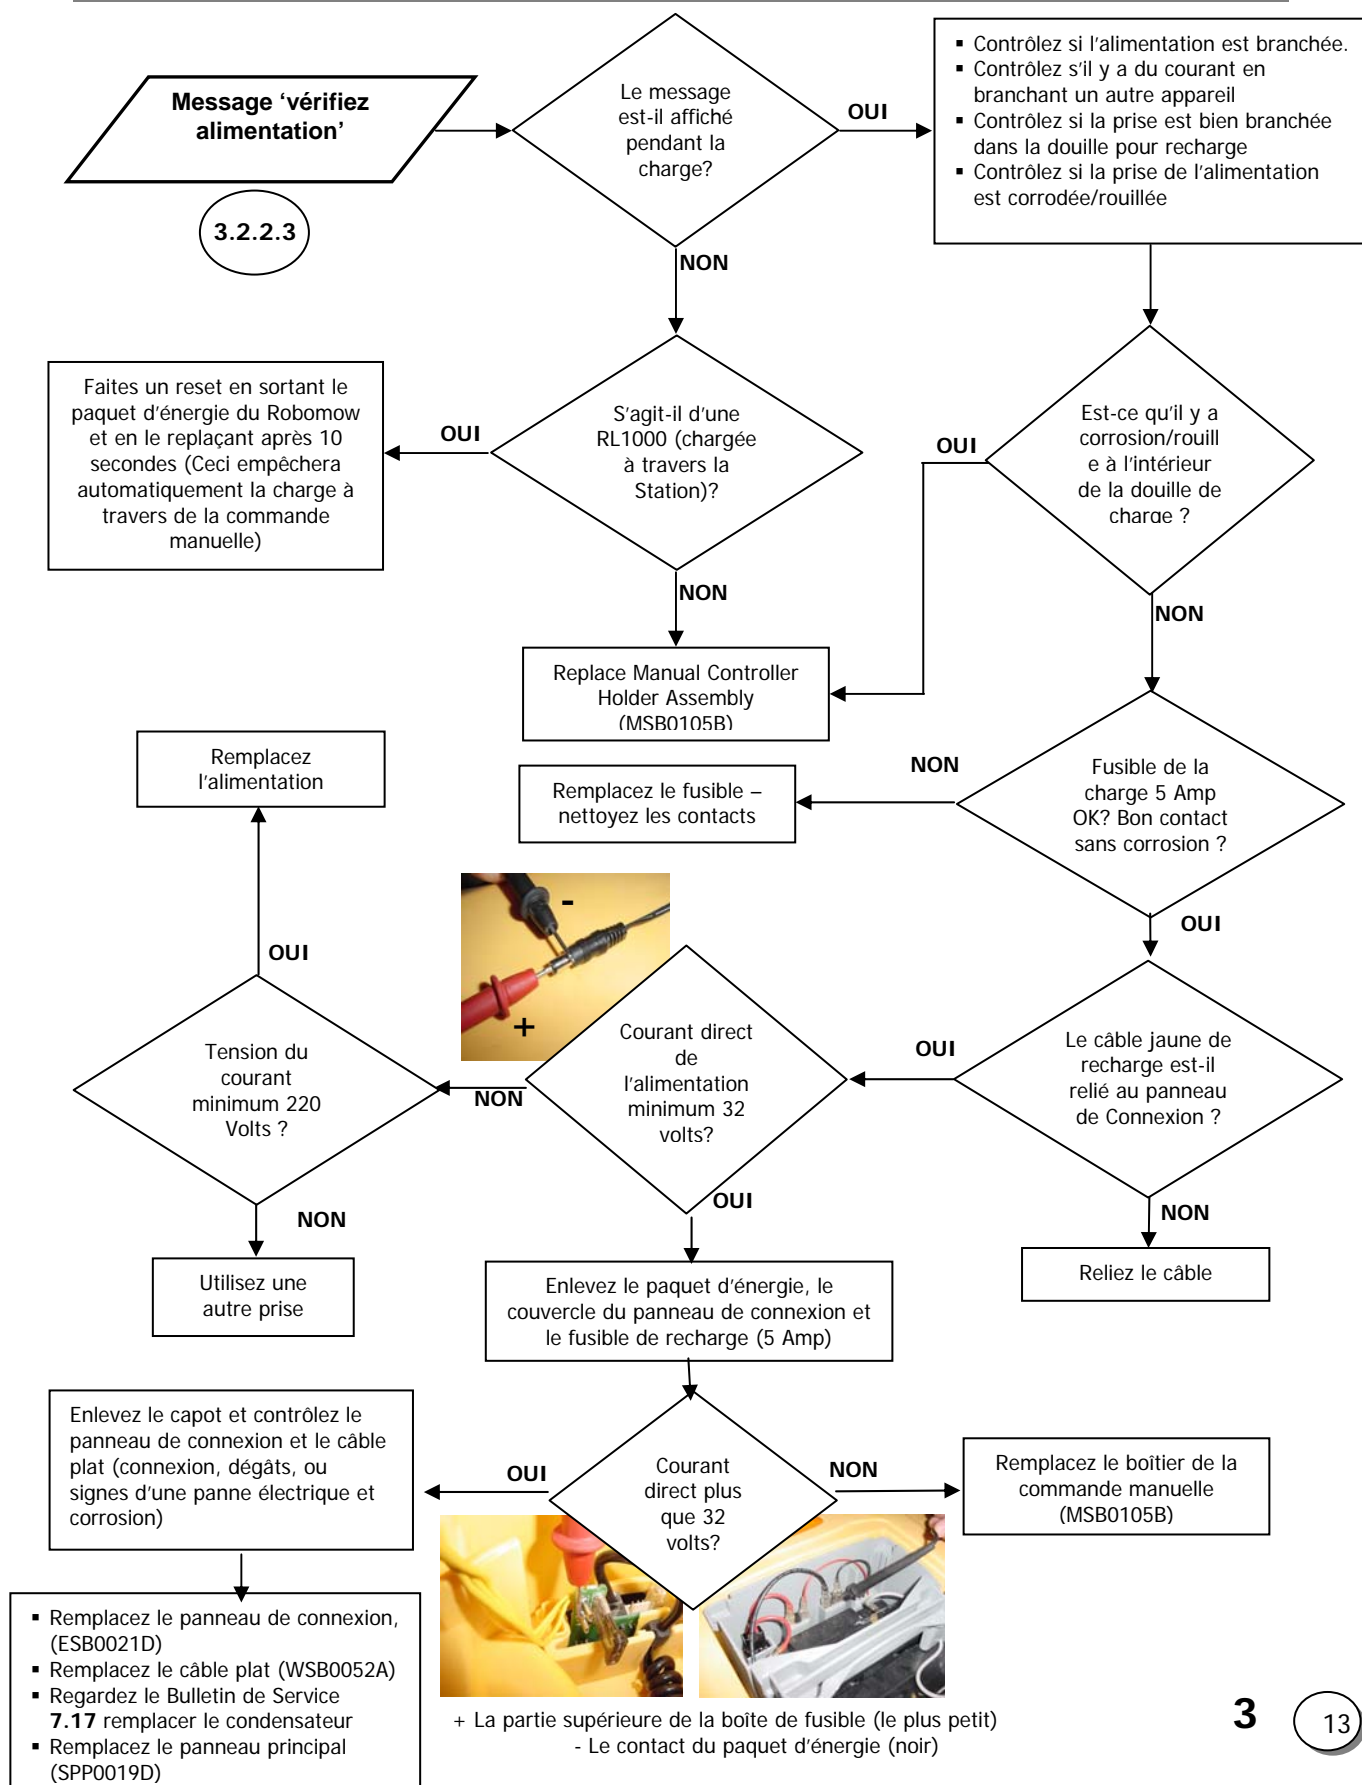 Message ‘vérifiez
alimentation’
3.2.2.3
Le message
est-il affiché
pendant la
charge?
OUI
▪ Contrôlez si l’alimentation est branchée.
▪ Contrôlez s’il y a du courant en
branchant un autre appareil
▪ Contrôlez si la prise est bien branchée
dans la douille pour recharge
▪ Contrôlez si la prise de l’alimentation
est corrodée/rouillée
NON
Faites un reset en sortant le
paquet d’énergie du Robomow
et en le replaçant après 10
secondes (Ceci empêchera
automatiquement la charge à
travers de la commande
manuelle)
OUI
S’agit-il d’une
RL1000 (chargée
à travers la
Station)?
OUI
Est-ce qu’il y a
corrosion/rouill
e à l’intérieur
de la douille de
charge ?
NON
NON
Replace Manual Controller
Holder Assembly
(MSB0105B)
Remplacez
l’alimentation
Remplacez le fusible –
nettoyez les contacts
NON
Fusible de la
charge 5 Amp
OK? Bon contact
sans corrosion ?
OUI
-
+
OUI
Tension du
courant
minimum 220
Volts ?
NON
Courant direct
de
l’alimentation
minimum 32
volts?
OUI
Le câble jaune de
recharge est-il
relié au panneau
de Connexion ?
NON
OUI
NON
Utilisez une
autre prise
Enlevez le paquet d’énergie, le
couvercle du panneau de connexion et
le fusible de recharge (5 Amp)
Reliez le câble
Enlevez le capot et contrôlez le
panneau de connexion et le câble
plat (connexion, dégâts, ou
signes d’une panne électrique et
corrosion)
OUI
Courant
direct plus
que 32
volts?
NON
Remplacez le boîtier de la
commande manuelle
(MSB0105B)
▪ Remplacez le panneau de connexion,
(ESB0021D)
▪ Remplacez le câble plat (WSB0052A)
▪ Regardez le Bulletin de Service
7.17 remplacer le condensateur
▪ Remplacez le panneau principal
(SPP0019D)
+ La partie supérieure de la boîte de fusible (le plus petit)
- Le contact du paquet d’énergie (noir)
3
13